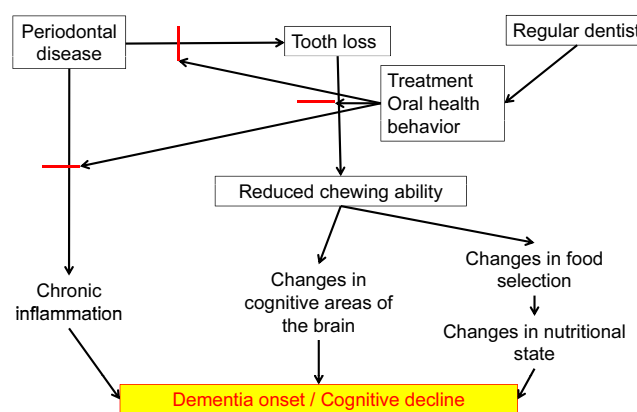 Periodontal
disease
Tooth loss
Regular dentist
Treatment
Oral health
behavior
Reduced chewing ability
Chronic
inflammation
Changes in
cognitive areas of
the brain
Changes in food
selection
Changes in nutritional
state
Dementia onset / Cognitive decline